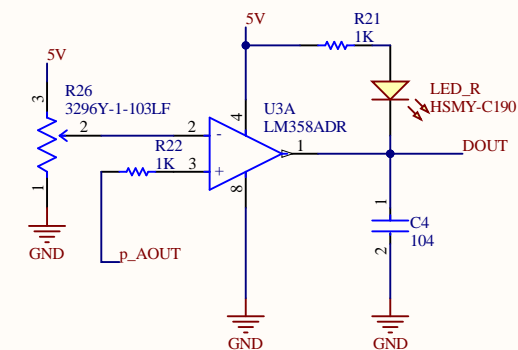 5V
R21
1K
5V
R26
3296Y-1-103LF
3
2
1
GND
R22
1K
p_AOUT
2
3
-
+
4
8
U3A
LM358ADR
1
LED_R
HSMY-C190
DOUT
1
2
C4
104
GND
GND